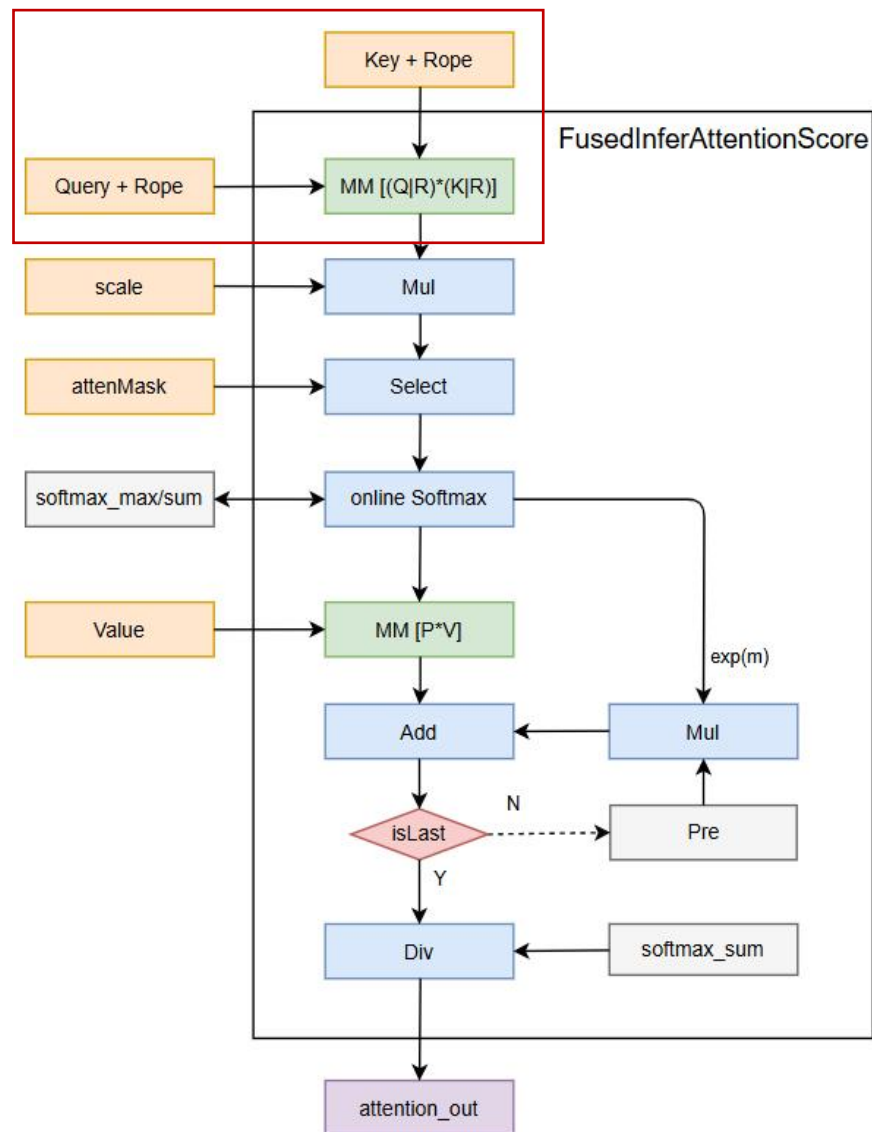 Key + Rope
FusedInferAttentionScore
Query + Rope
MM [(Q|R)*(K|R)]
scale
Mul
attenMask
Select
softmax_max/sum
online Softmax
Value
MM [P*V]
exp(m)
Add
Mul
isLast
N
Pre
Y
Div
softmax_sum
attention_out